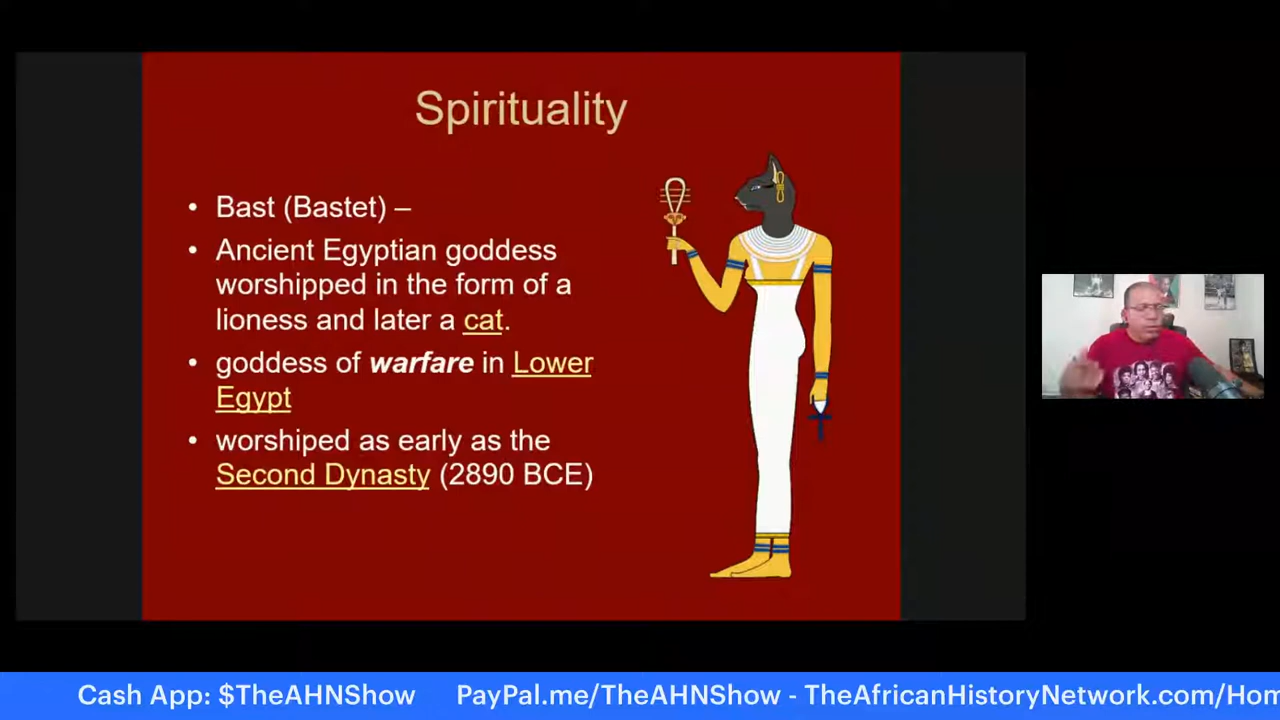 Spirituality
• Bast (Bastet) –
• Ancient Egyptian goddess
worshipped in the form of a
lioness and later a cat.
• goddess of warfare in Lower
Egypt
• worshiped as early as the
Second Dynasty (2890 BCE)
Cash App: $TheAHNShow PayPal.me/TheAHNShow - TheAfricanHistoryNetwork.com/Hom